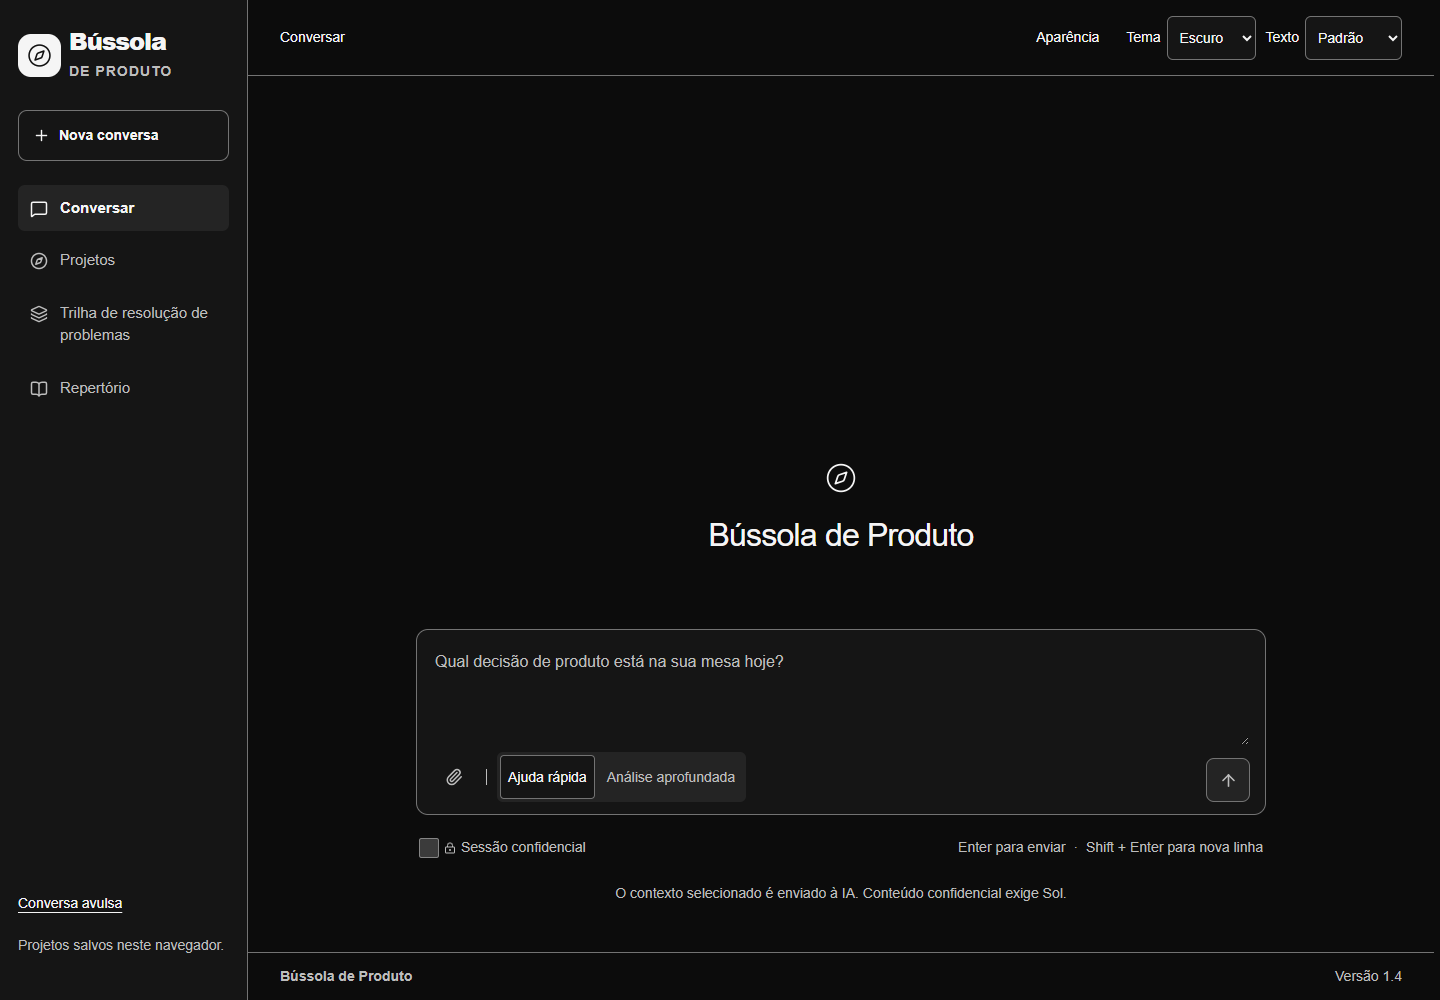 Bússola
DE PRODUTO
Nova conversa
Conversar
Projetos
Trilha de resolução de
problemas
Repertório
Conversa avulsa
Projetos salvos neste navegador.
Conversar
Aparência Tema Escuro Texto Padrão
Bússola de Produto
Qual decisão de produto está na sua mesa hoje?
Ajuda rápida Análise aprofundada
Sessão confidencial
Enter para enviar · Shift + Enter para nova linha
O contexto selecionado é enviado à IA. Conteúdo confidencial exige Sol.
Bússola de Produto
Versão 1.4